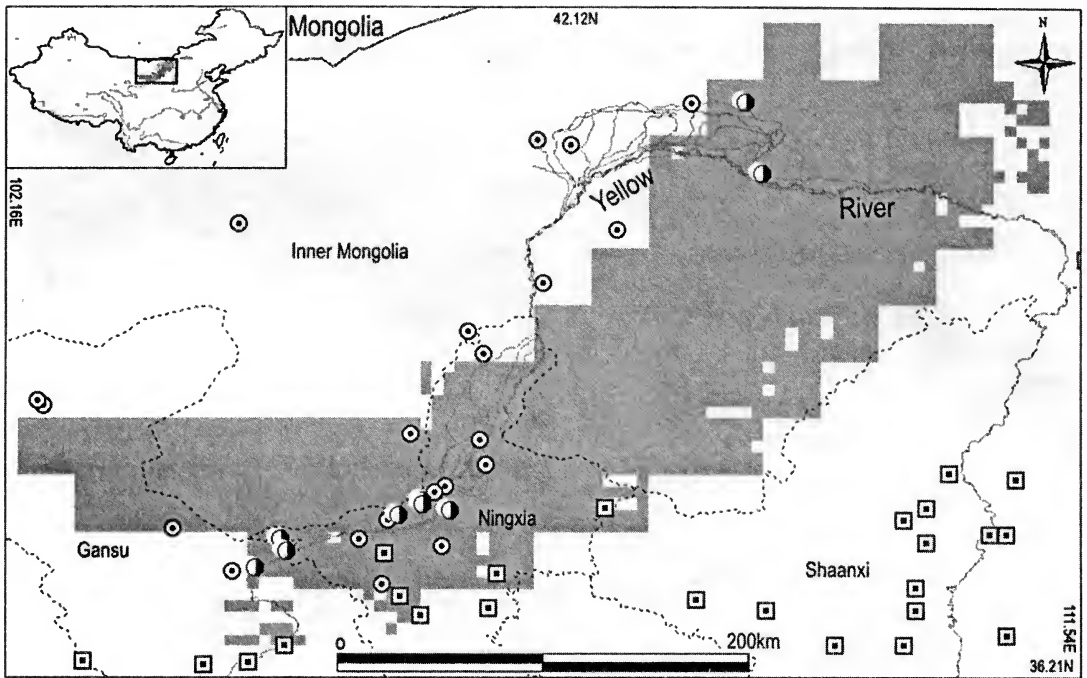 Mongolia
42.12N
N
102.16E
Yellow
River
Inner Mongolia
Ningxia
Gansu
Shaanxi
0
200km
111.54E
36.21N